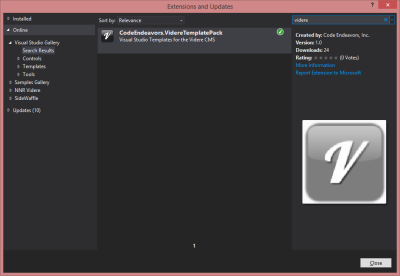 Extensions and Updates
Installed
Online
Visual Studio Gallery
Search Results
Controls
Templates
Tools
Samples Gallery
NNR Videre
SideWaffle
Updates (10)
Sort by: Relevance
CodeEndeavors.VidereTemplatePack
Visual Studio Templates for the Videre CMS
1
videre
Created by: Code Endeavors, Inc.
Version: 1.0
Downloads: 24
Rating: (0 Votes)
More Information
Report Extension to Microsoft
V
Close